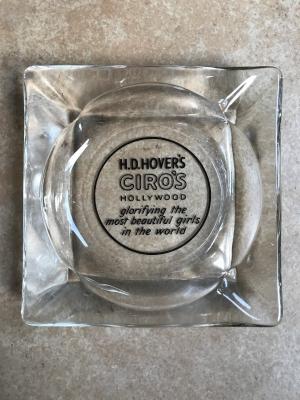 H.D.HOVER'S
CIRO'S
HOLLYWOOD
glorifying the
most beautiful girls
in the world